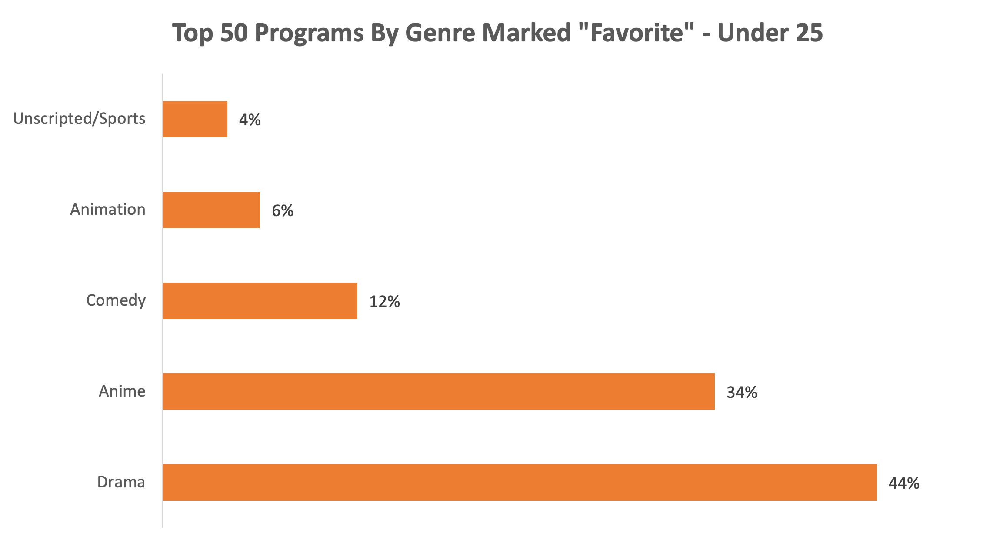 Top 50 Programs By Genre Marked "Favorite" - Under 25
Unscripted/Sports 4%
Animation 6%
Comedy 12%
Anime 34%
Drama 44%